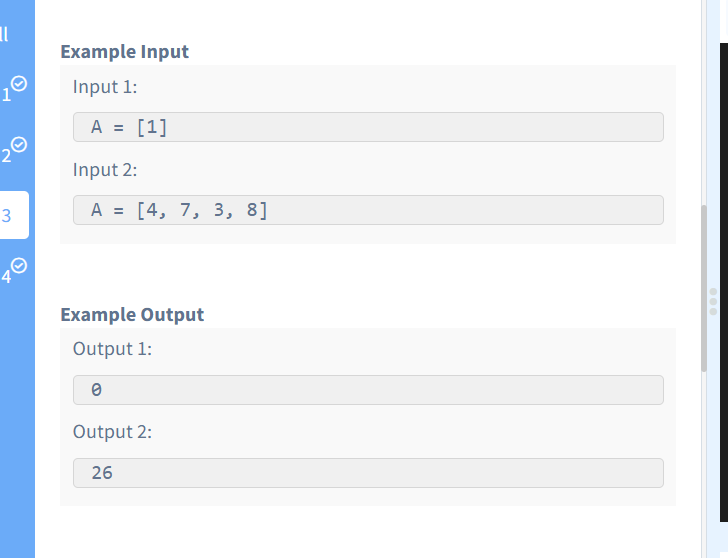 ll
1
2
3
4
Example Input
Input 1:
A = [1]
Input 2:
A = [4, 7, 3, 8]
Example Output
Output 1:
0
Output 2:
26